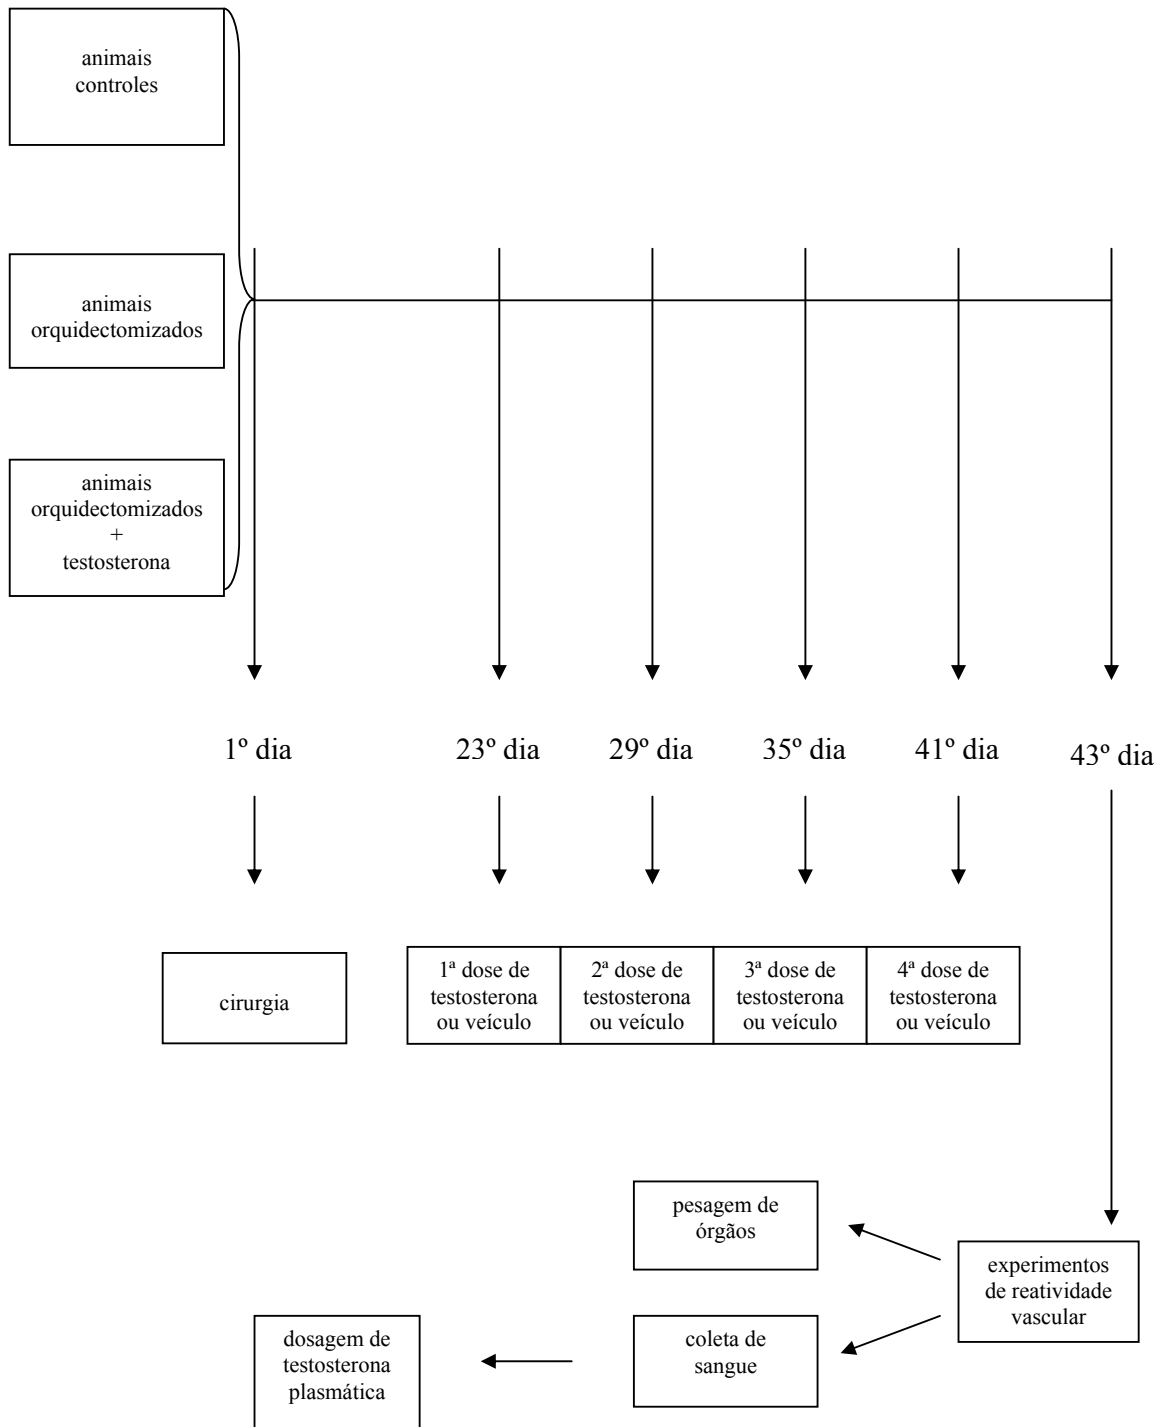 animais
controles
animais
orquidectomizados
animais
orquidectomizados
+
testosterona
1º dia
23º dia
29º dia
35º dia
41º dia
43º dia
cirurgia
1ª dose de
testosterona
ou veículo
2ª dose de
testosterona
ou veículo
3ª dose de
testosterona
ou veículo
4ª dose de
testosterona
ou veículo
pesagem de
órgãos
experimentos
de reatividade
vascular
coleta de
sangue
dosagem de
testosterona
plasmática